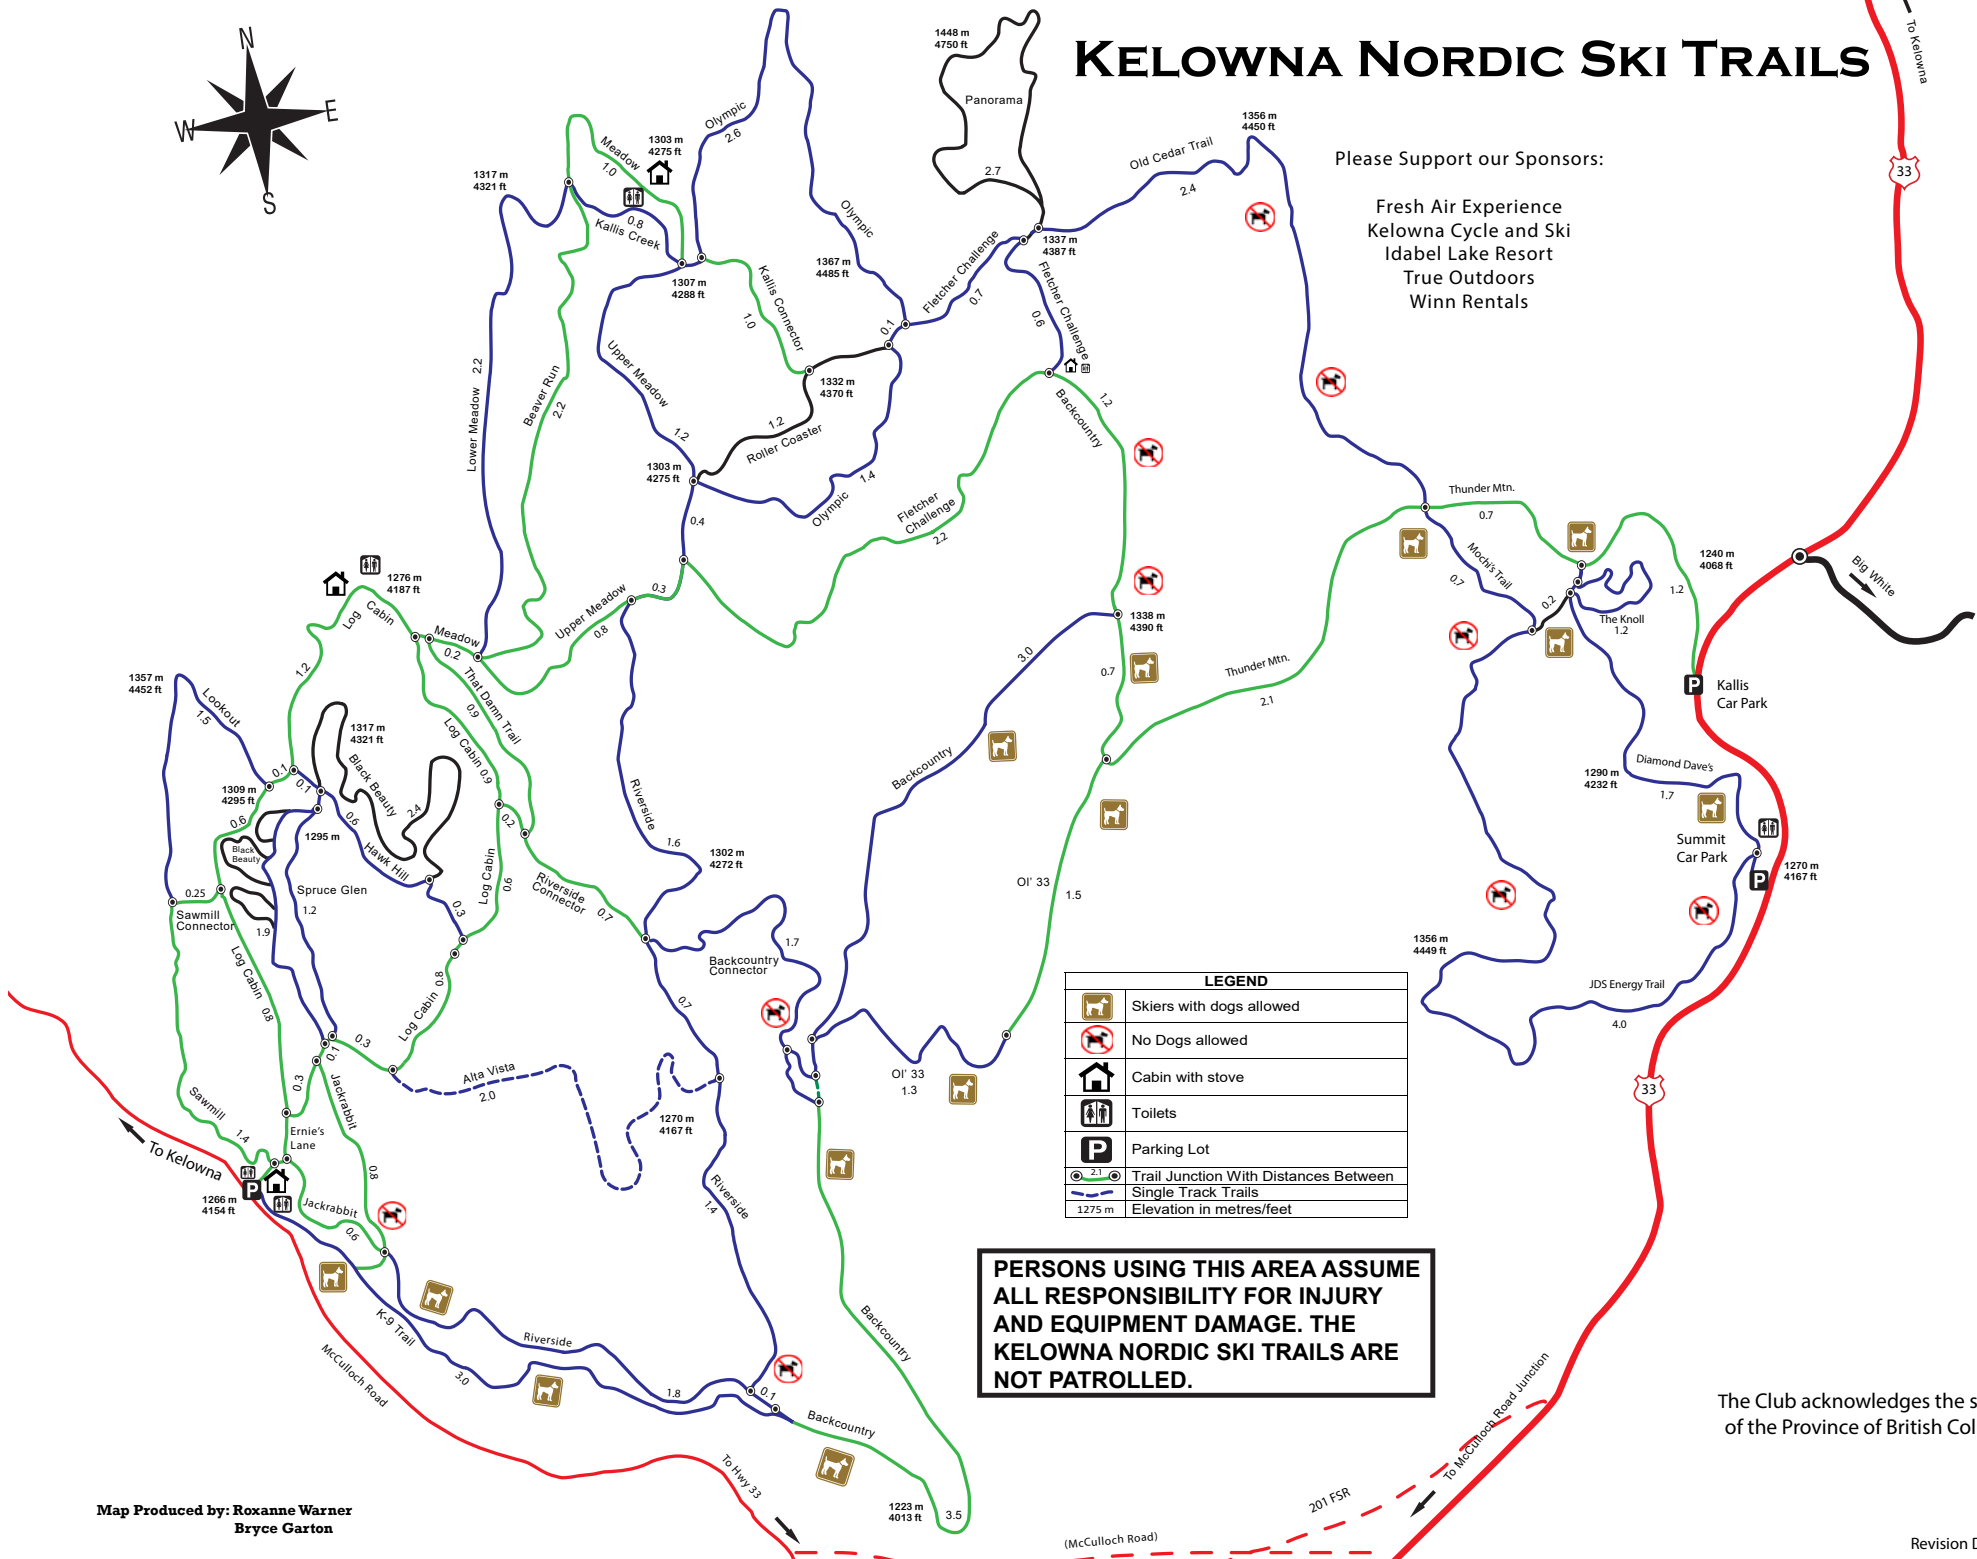 KELOWNA NORDIC SKI TRAILS
N
E
W
S
To Kelowna
33
Please Support our Sponsors:
Fresh Air Experience
Kelowna Cycle and Ski
Idabel Lake Resort
True Outdoors
Winn Rentals
1448 m
4750 ft
Panorama
2.7
1356 m
4450 ft
Old Cedar Trail
2.4
1337 m
4387 ft
Olympic
2.6
Olympic
1303 m
4275 ft
Meadow
1.0
0.8
Kallis Creek
1317 m
4321 ft
1307 m
4288 ft
Kallis Connector
1.0
1367 m
4485 ft
0.1
Fletcher Challenge
0.7
Fletcher Challenge
0.6
Lower Meadow 2.2
Beaver Run
2.2
Upper Meadow
1.2
1332 m
4370 ft
1.2
Roller Coaster
1303 m
4275 ft
Olympic
1.4
0.4
Fletcher
Challenge
2.2
Backcountry
1.2
Thunder Mtn.
0.7
Mochi's Trail
0.7
0.2
The Knoll
1.2
1240 m
4068 ft
1.2
Big White
Kallis
Car Park
1276 m
4187 ft
Log
Cabin
Meadow
0.2
Upper Meadow
0.8
0.3
1338 m
4390 ft
3.0
0.7
Thunder Mtn.
2.1
1.2
1357 m
4452 ft
Lookout
1.5
That Damn Trail
0.9
Log Cabin 0.9
1317 m
4321 ft
Black Beauty
2.4
0.1
0.1
1309 m
4295 ft
0.6
0.6
1295 m
Hawk Hill
Black
Beauty
0.2
Riverside
1.6
1302 m
4272 ft
Backcountry
Diamond Dave's
1.7
1290 m
4232 ft
Summit
Car Park
1270 m
4167 ft
0.25
Sawmill
Connector
Spruce Glen
1.2
1.9
0.3
Log Cabin
0.6
Riverside
Connector
0.7
Ol' 33
1.5
1.7
Backcountry
Connector
Log Cabin
0.8
Log Cabin 0.8
0.7
1356 m
4449 ft
JDS Energy Trail
4.0
Ol' 33
1.3
0.1
0.3
0.3
Alta Vista
2.0
Jackrabbit
0.8
1270 m
4167 ft
Sawmill
1.4
Ernie's
Lane
To Kelowna
1266 m
4154 ft
Jackrabbit
0.6
Riverside
1.4
33
LEGEND
Skiers with dogs allowed
No Dogs allowed
Cabin with stove
Toilets
P Parking Lot
2.1 Trail Junction With Distances Between
Single Track Trails
1275 m Elevation in metres/feet
PERSONS USING THIS AREA ASSUME
ALL RESPONSIBILITY FOR INJURY
AND EQUIPMENT DAMAGE. THE
KELOWNA NORDIC SKI TRAILS ARE
NOT PATROLLED.
K-9 Trail
3.0
Riverside
1.8
McCulloch Road
0.1
Backcountry
Backcountry
3.5
1223 m
4013 ft
To Hwy 33
To McCulloch Road Junction
201 FSR
(McCulloch Road)
P
P
P
The Club acknowledges the s
of the Province of British Col
Map Produced by: Roxanne Warner
Bryce Garton
Revision D